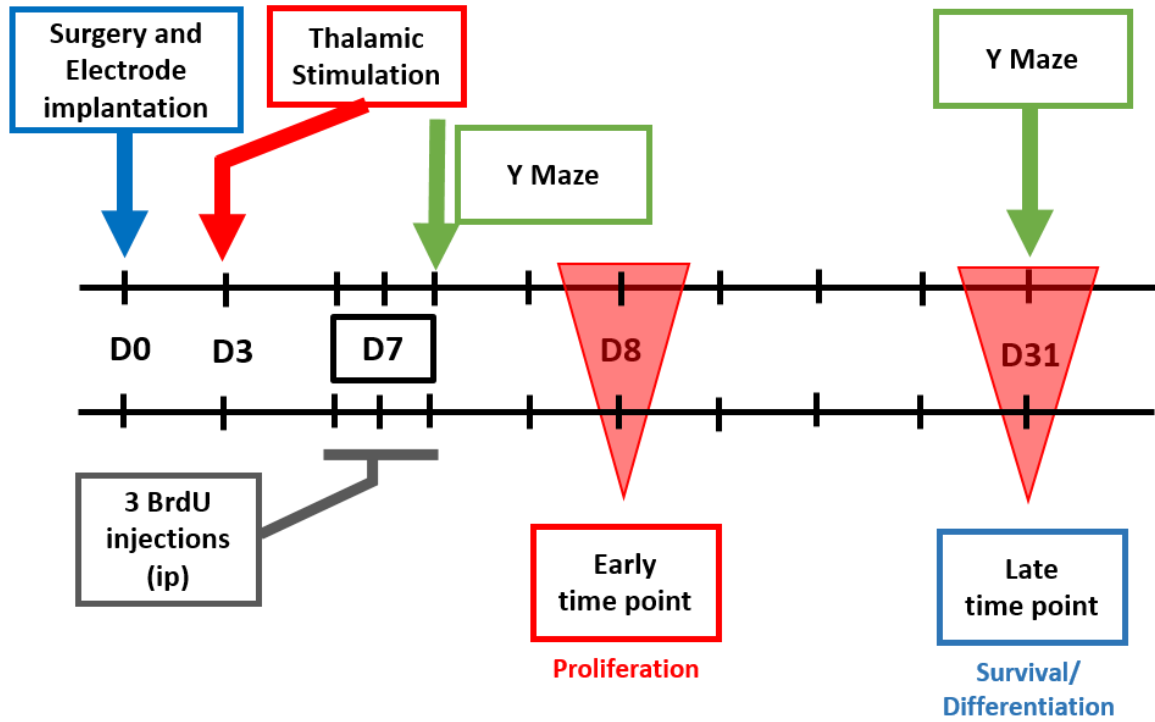 Surgery and
Electrode
implantation
Thalamic
Stimulation
Y Maze
Y Maze
D0
D3
D7
D8
D31
3 BrdU
injections
(ip)
Early
time point
Proliferation
Late
time point
Survival/
Differentiation